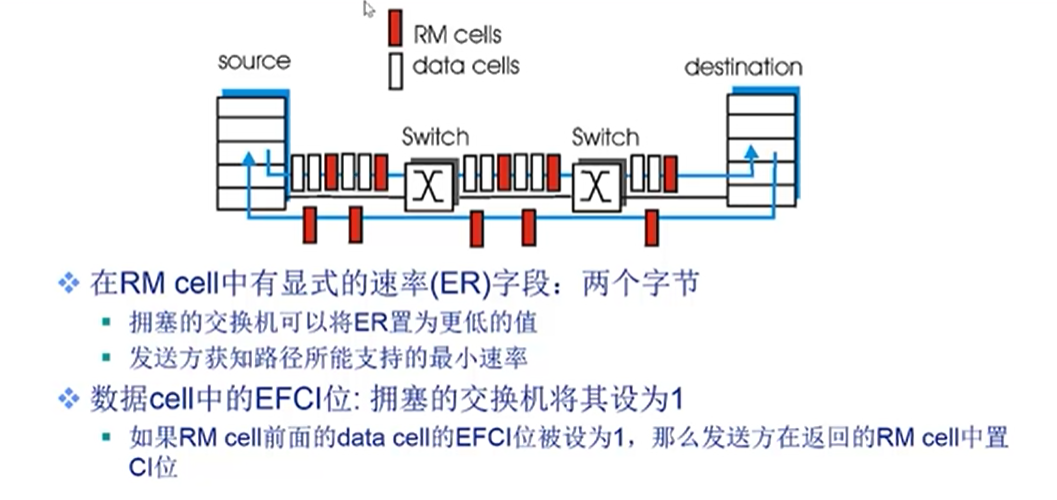 RM cells
data cells
source
destination
Switch
Switch
在RM cell中有显式的速率(ER)字段：两个字节
拥塞的交换机可以将ER置为更低的值
发送方获知路径所能支持的最小速率
数据cell中的EFCI位: 拥塞的交换机将其设为1
如果RM cell前面的data cell的EFCI位被设为1，那么发送方在返回的RM cell中置
CI位